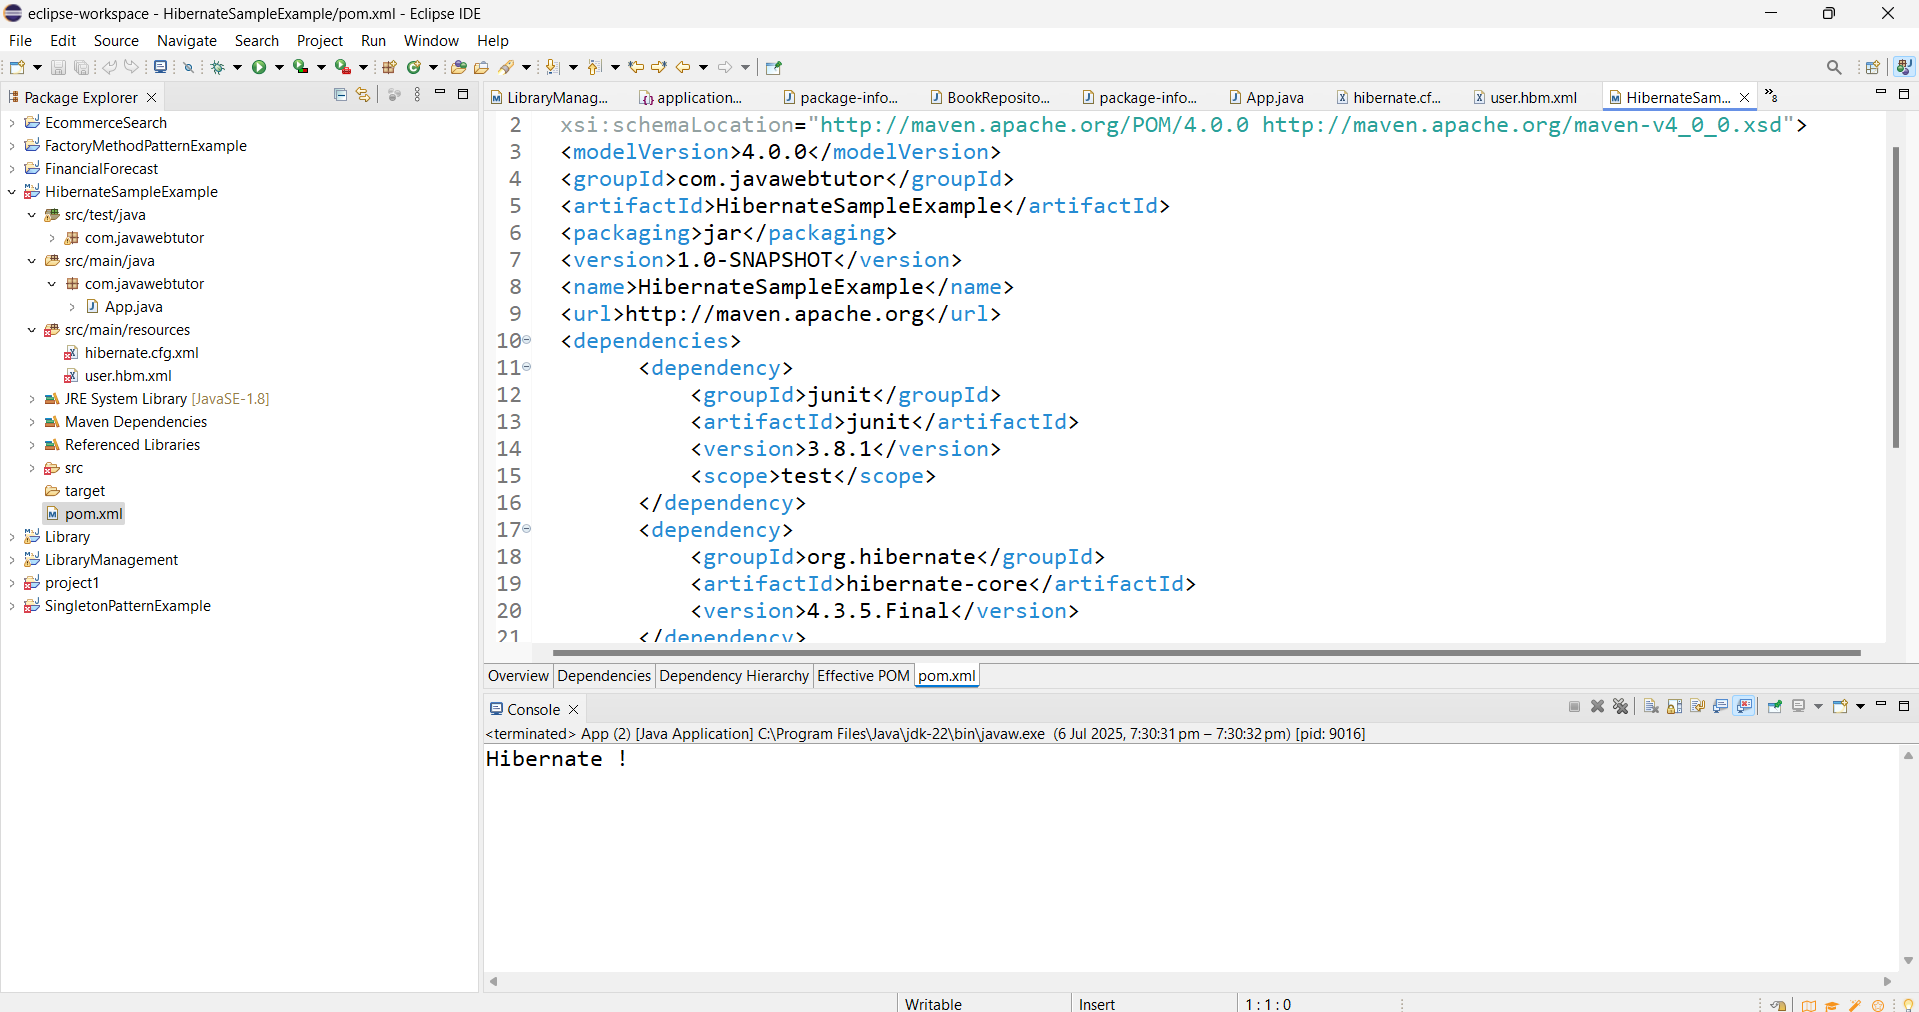 eclipse-workspace - HibernateSampleExample/pom.xml - Eclipse IDE
File Edit Source Navigate Search Project Run Window Help
Package Explorer
EcommerceSearch
FactoryMethodPatternExample
FinancialForecast
HibernateSampleExample
src/test/java
com.javawebtutor
src/main/java
com.javawebtutor
App.java
src/main/resources
hibernate.cfg.xml
user.hbm.xml
JRE System Library [JavaSE-1.8]
Maven Dependencies
Referenced Libraries
src
target
pom.xml
Library
LibraryManagement
project1
SingletonPatternExample
LibraryManag... application... package-info... BookReposito... package-info... App.java hibernate.cf... user.hbm.xml HibernateSam... »8
2 xsi:schemaLocation="http://maven.apache.org/POM/4.0.0 http://maven.apache.org/maven-v4_0_0.xsd">
3 <modelVersion>4.0.0</modelVersion>
4 <groupId>com.javawebtutor</groupId>
5 <artifactId>HibernateSampleExample</artifactId>
6 <packaging>jar</packaging>
7 <version>1.0-SNAPSHOT</version>
8 <name>HibernateSampleExample</name>
9 <url>http://maven.apache.org</url>
10 <dependencies>
11 <dependency>
12 <groupId>junit</groupId>
13 <artifactId>junit</artifactId>
14 <version>3.8.1</version>
15 <scope>test</scope>
16 </dependency>
17 <dependency>
18 <groupId>org.hibernate</groupId>
19 <artifactId>hibernate-core</artifactId>
20 <version>4.3.5.Final</version>
21 </dependency>
Overview Dependencies Dependency Hierarchy Effective POM pom.xml
Console
<terminated> App (2) [Java Application] C:\Program Files\Java\jdk-22\bin\javaw.exe (6 Jul 2025, 7:30:31 pm – 7:30:32 pm) [pid: 9016]
Hibernate !
Writable Insert 1 : 1 : 0